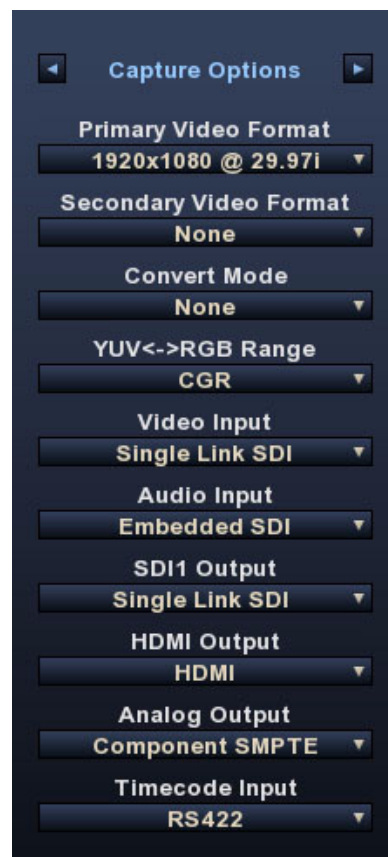 Capture Options
Primary Video Format
1920x1080 @ 29.97i
Secondary Video Format
None
Convert Mode
None
YUV<->RGB Range
CGR
Video Input
Single Link SDI
Audio Input
Embedded SDI
SDI1 Output
Single Link SDI
HDMI Output
HDMI
Analog Output
Component SMPTE
Timecode Input
RS422